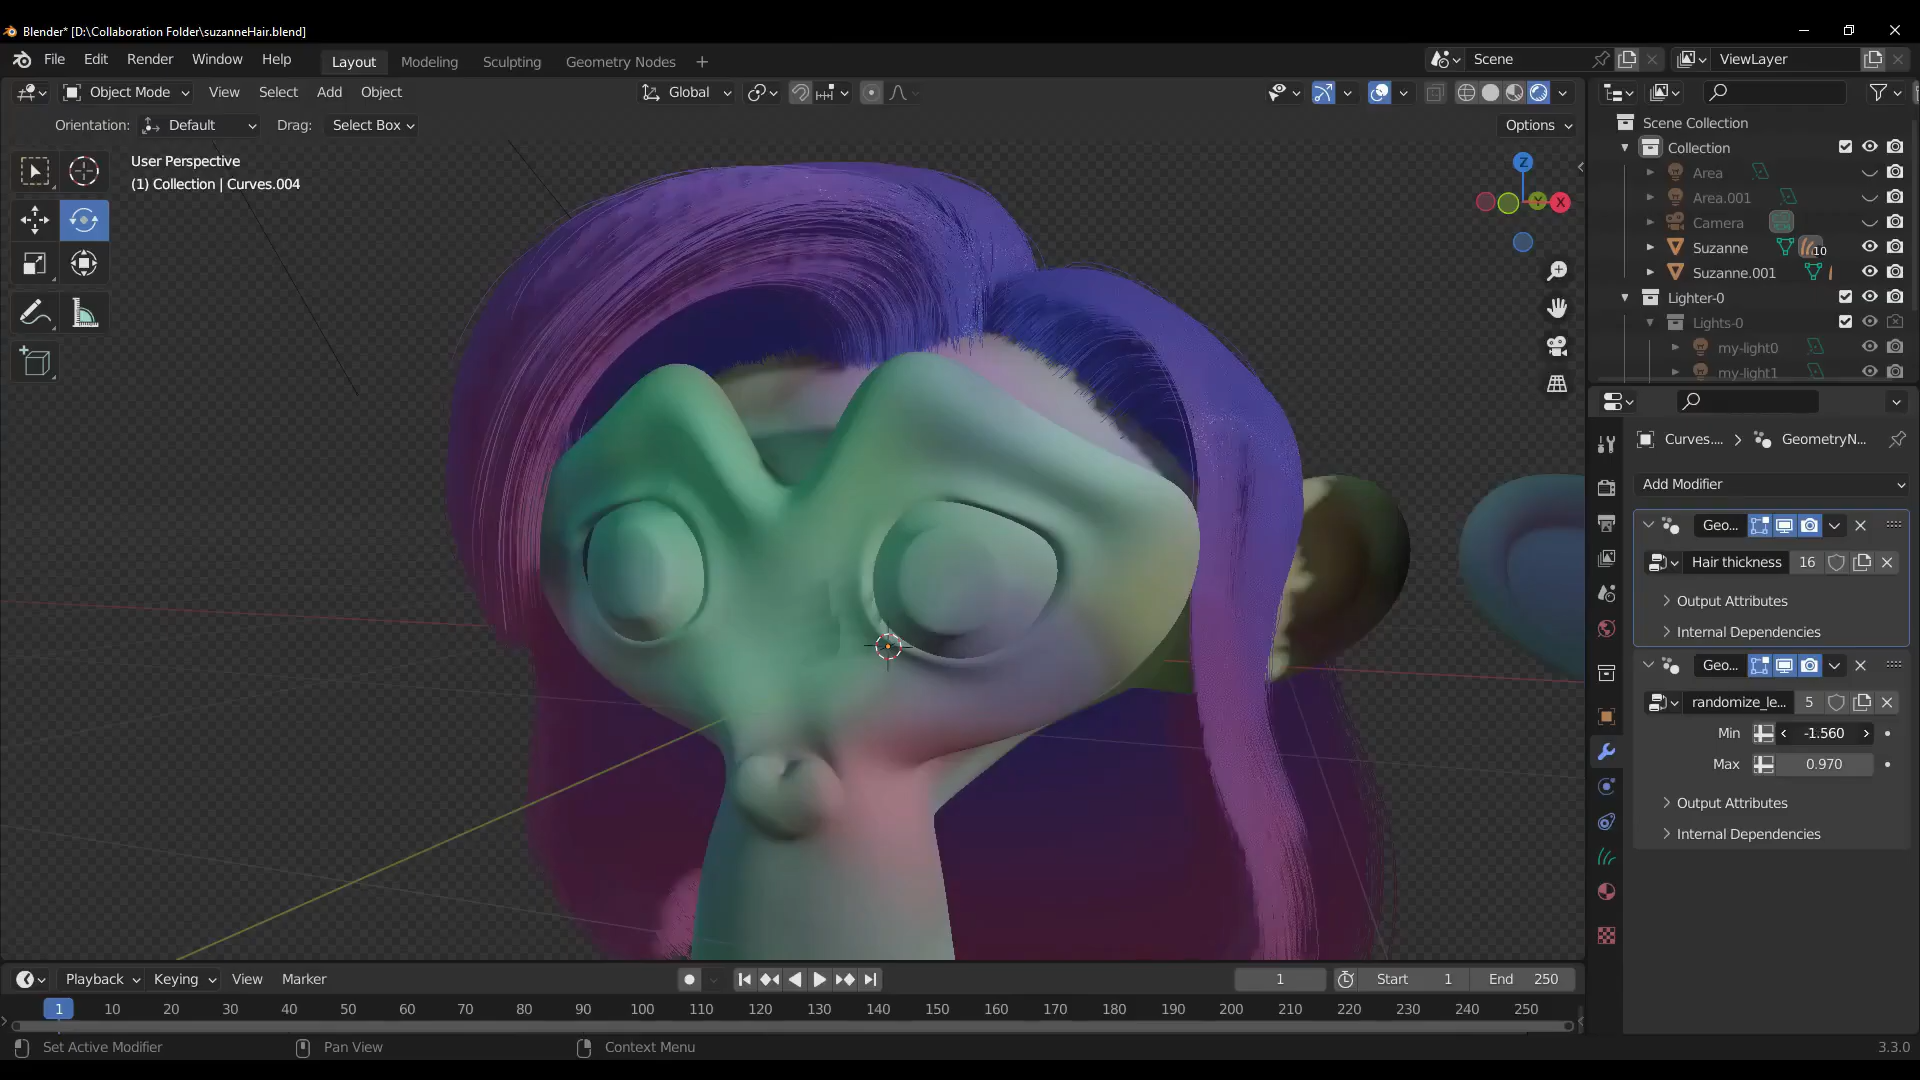 Blender* [D:\Collaboration Folder\suzanneHair.blend]
File Edit Render Window Help Layout Modeling Sculpting Geometry Nodes + Scene ViewLayer
Object Mode View Select Add Object Global
Orientation: Default Drag: Select Box Options
User Perspective
(1) Collection | Curves.004
Z
Y
X
Scene Collection
Collection
Area
Area.001
Camera
Suzanne 10
Suzanne.001
Lighter-0
Lights-0
my-light0
my-light1
Curves.... GeometryN...
Add Modifier
Geo...
Hair thickness 16
Output Attributes
Internal Dependencies
Geo...
randomize_le... 5
Min -1.560
Max 0.970
Output Attributes
Internal Dependencies
Playback Keying View Marker 1 Start 1 End 250
1 10 20 30 40 50 60 70 80 90 100 110 120 130 140 150 160 170 180 190 200 210 220 230 240 250
Set Active Modifier Pan View Context Menu 3.3.0